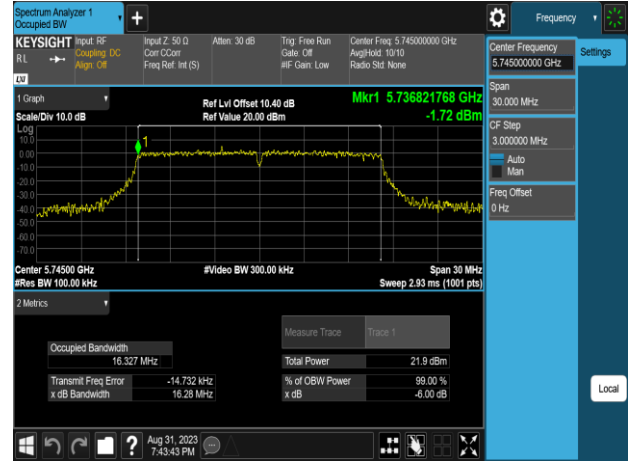 Spectrum Analyzer 1
Occupied BW
+
Frequency
KEYSIGHT Input: RF
RL Coupling: DC
Align: Off
Input Z: 50 Ω
Corr CCorr
Freq Ref: Int (S)
Atten: 30 dB
Trig: Free Run
Gate: Off
#IF Gain: Low
Center Freq: 5.745000000 GHz
Avg|Hold: 10/10
Radio Std: None
LXI
1 Graph
Scale/Div 10.0 dB
Ref Lvl Offset 10.40 dB
Ref Value 20.00 dBm
Mkr1 5.736821768 GHz
-1.72 dBm
Log
10.0
0.00
-10.0
-20.0
-30.0
-40.0
-50.0
-60.0
-70.0
1
Center 5.74500 GHz
#Res BW 100.00 kHz
#Video BW 300.00 kHz
Span 30 MHz
Sweep 2.93 ms (1001 pts)
2 Metrics
Measure Trace Trace 1
Occupied Bandwidth
16.327 MHz
Total Power 21.9 dBm
Transmit Freq Error -14.732 kHz
% of OBW Power 99.00 %
x dB Bandwidth 16.28 MHz
x dB -6.00 dB
Center Frequency
5.745000000 GHz
Settings
Span
30.000 MHz
CF Step
3.000000 MHz
Auto
Man
Freq Offset
0 Hz
Local
?
Aug 31, 2023
7:43:43 PM